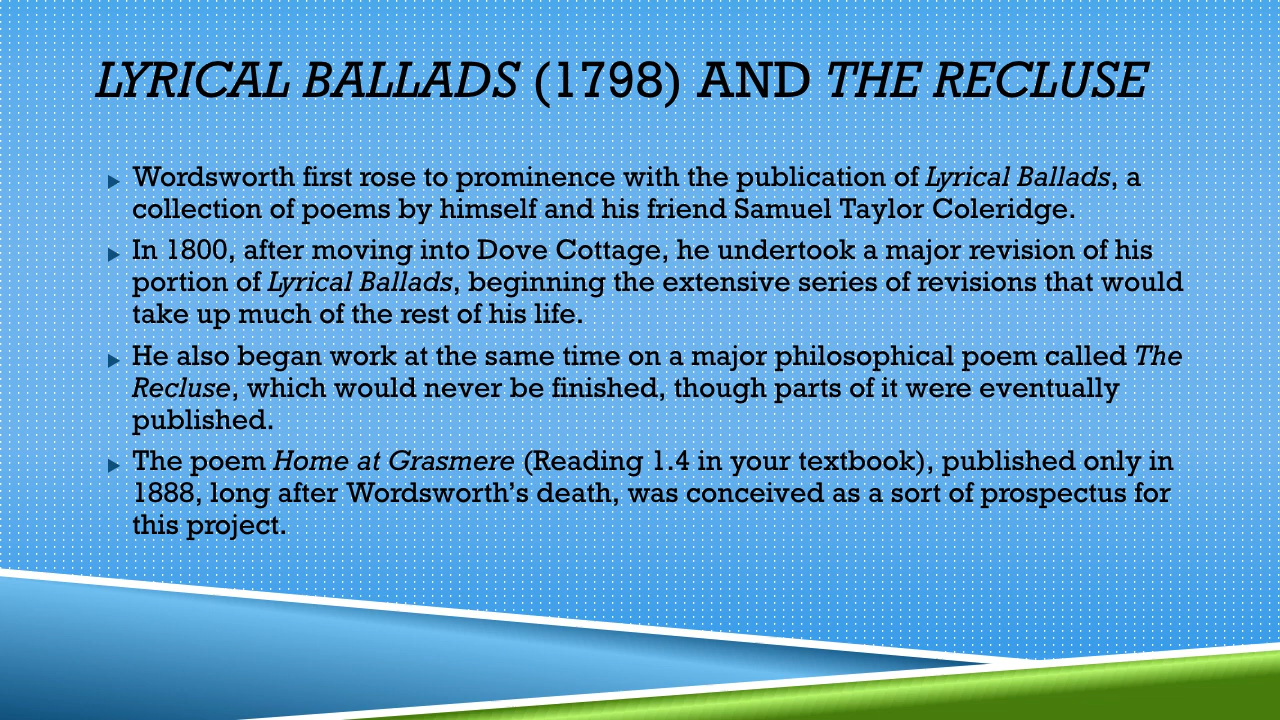 LYRICAL BALLADS (1798) AND THE RECLUSE
Wordsworth first rose to prominence with the publication of Lyrical Ballads, a
collection of poems by himself and his friend Samuel Taylor Coleridge.
In 1800, after moving into Dove Cottage, he undertook a major revision of his
portion of Lyrical Ballads, beginning the extensive series of revisions that would
take up much of the rest of his life.
He also began work at the same time on a major philosophical poem called The
Recluse, which would never be finished, though parts of it were eventually
published.
The poem Home at Grasmere (Reading 1.4 in your textbook), published only in
1888, long after Wordsworth’s death, was conceived as a sort of prospectus for
this project.